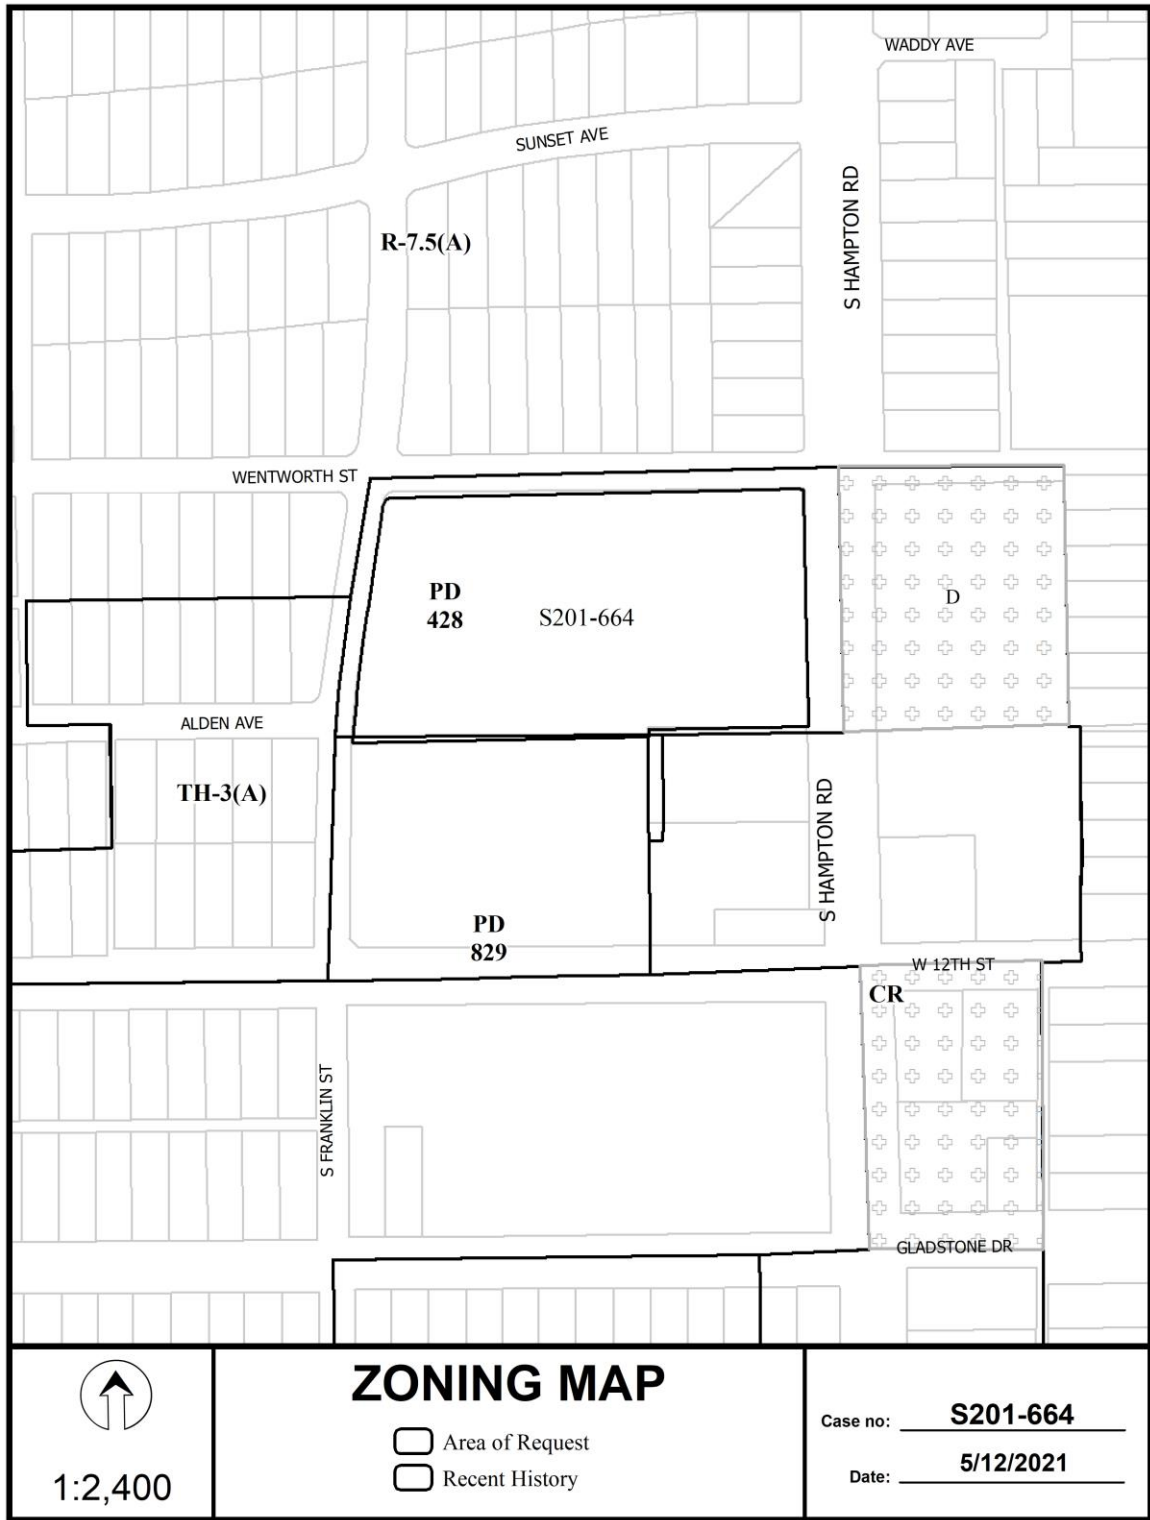 WADDY AVE
SUNSET AVE
S HAMPTON RD
R-7.5(A)
WENTWORTH ST
PD
428
S201-664
D
ALDEN AVE
TH-3(A)
S HAMPTON RD
PD
829
W 12TH ST
CR
S FRANKLIN ST
GLADSTONE DR
1:2,400
ZONING MAP
Area of Request
Recent History
Case no: S201-664
Date: 5/12/2021